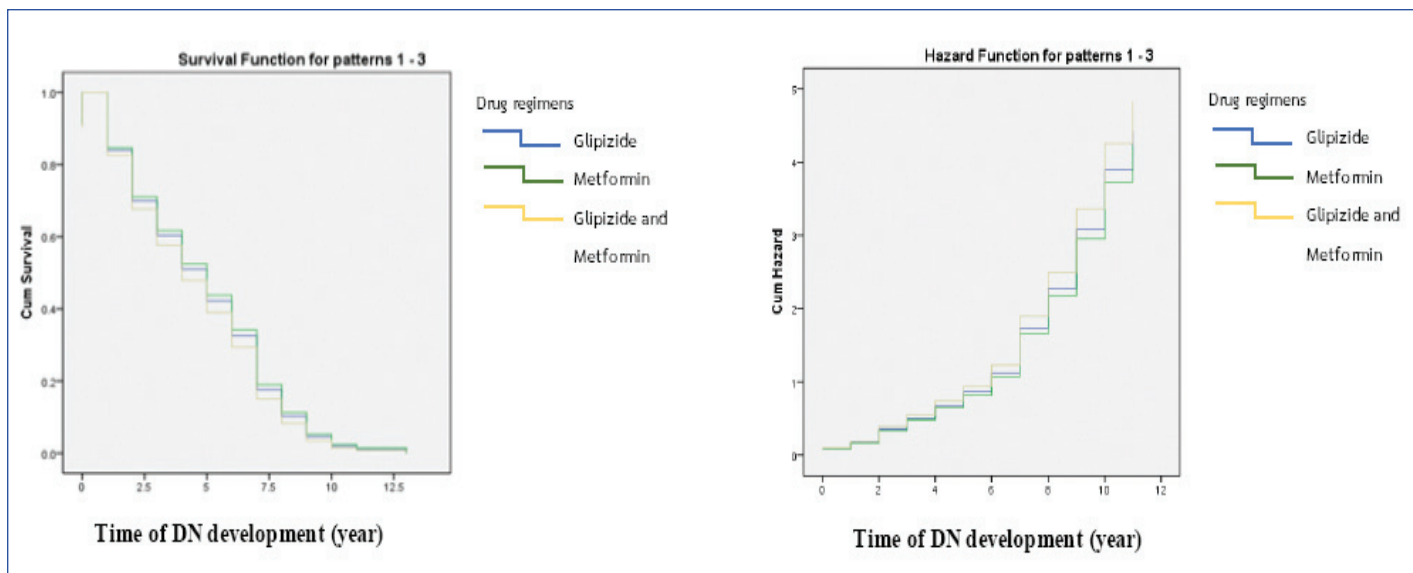 Survival Function for patterns 1 - 3
Cum Survival
1.0
0.8
0.6
0.4
0.2
0.0
0 2.5 5 7.5 10 12.5
Time of DN development (year)
Drug regimens
Glipizide
Metformin
Glipizide and
Metformin
Hazard Function for patterns 1 - 3
Cum Hazard
5
4
3
2
1
0
0 2 4 6 8 10 12
Time of DN development (year)
Drug regimens
Glipizide
Metformin
Glipizide and
Metformin